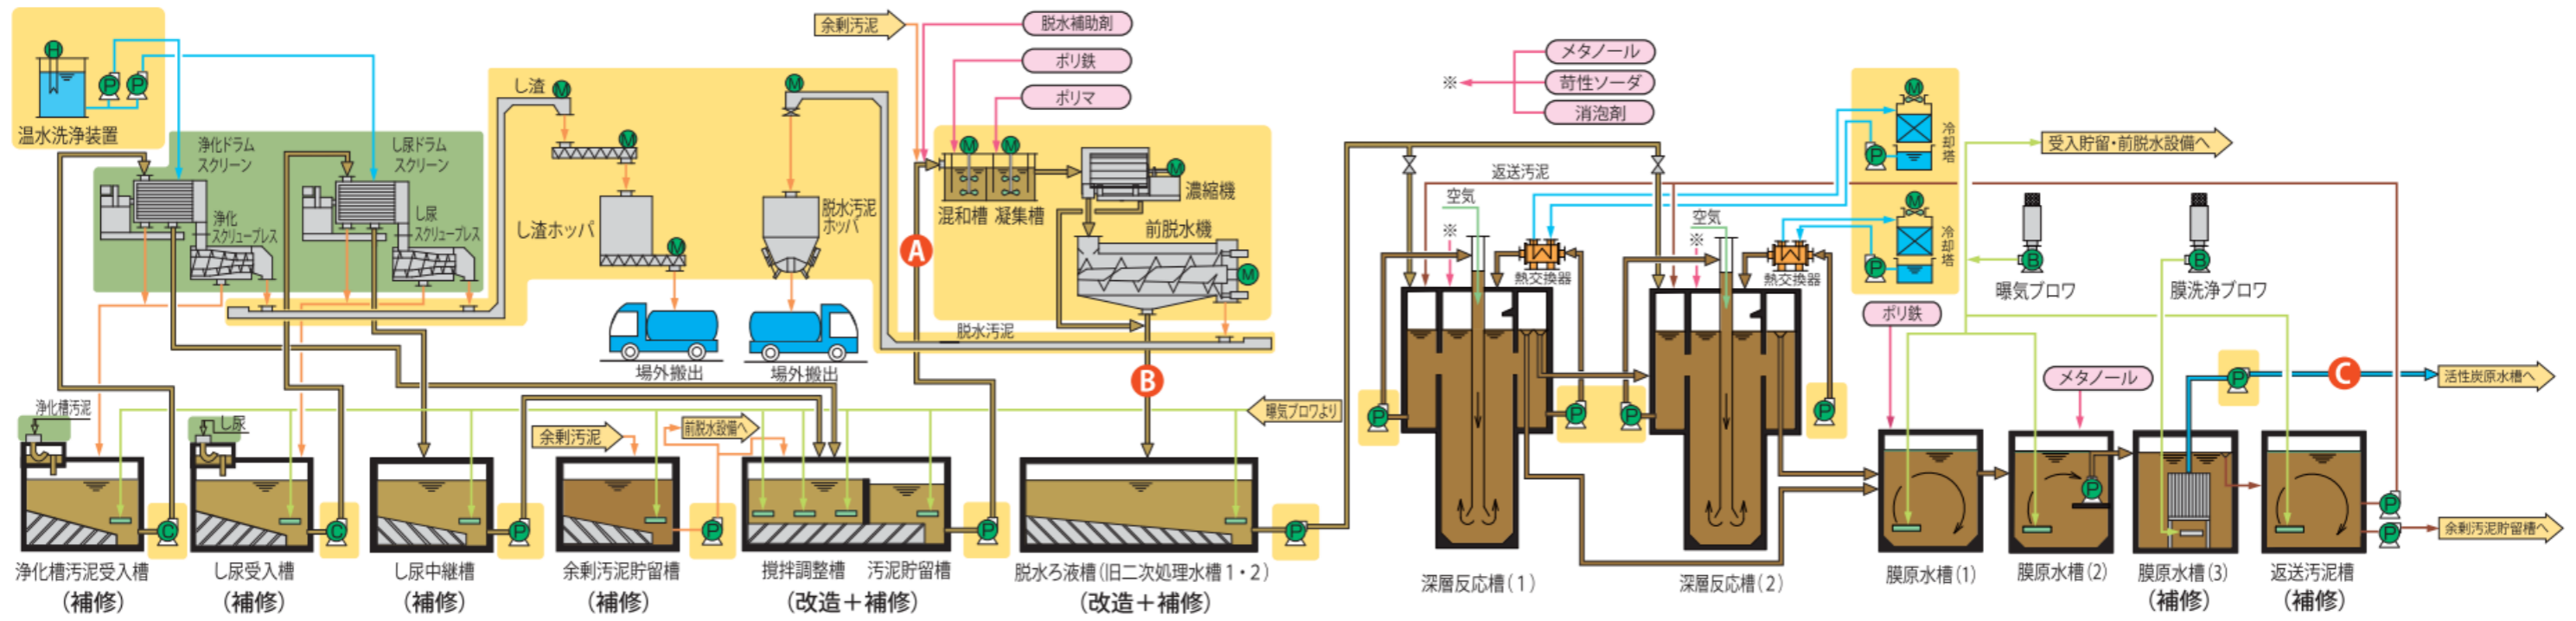 H
P
P
温水洗浄装置
浄化ドラム
スクリーン
浄化
スクリュープレス
し尿ドラム
スクリーン
し尿
スクリュープレス
し渣
M
M
し渣ホッパ
M
場外搬出
M
脱水汚泥
ホッパ
場外搬出
余剰汚泥
脱水補助剤
ポリ鉄
ポリマ
A
M
M
混和槽
凝集槽
M
濃縮機
前脱水機
M
脱水汚泥
B
※
メタノール
苛性ソーダ
消泡剤
返送汚泥
空気
※
熱交換器
空気
※
熱交換器
M
P
冷却塔
M
P
冷却塔
受入貯留・前脱水設備へ
B
曝気ブロワ
B
膜洗浄ブロワ
ポリ鉄
メタノール
P
C
活性炭原水槽へ
浄化槽汚泥
し尿
余剰汚泥
前脱水設備へ
曝気ブロワより
C
C
P
P
P
P
P
P
P
P
P
P
P
余剰汚泥貯留槽へ
浄化槽汚泥受入槽
(補修)
し尿受入槽
(補修)
し尿中継槽
(補修)
余剰汚泥貯留槽
(補修)
撹拌調整槽
汚泥貯留槽
(改造+補修)
脱水ろ液槽(旧二次処理水槽1・2)
(改造+補修)
深層反応槽(1)
深層反応槽(2)
膜原水槽(1)
膜原水槽(2)
膜原水槽(3)
(補修)
返送汚泥槽
(補修)